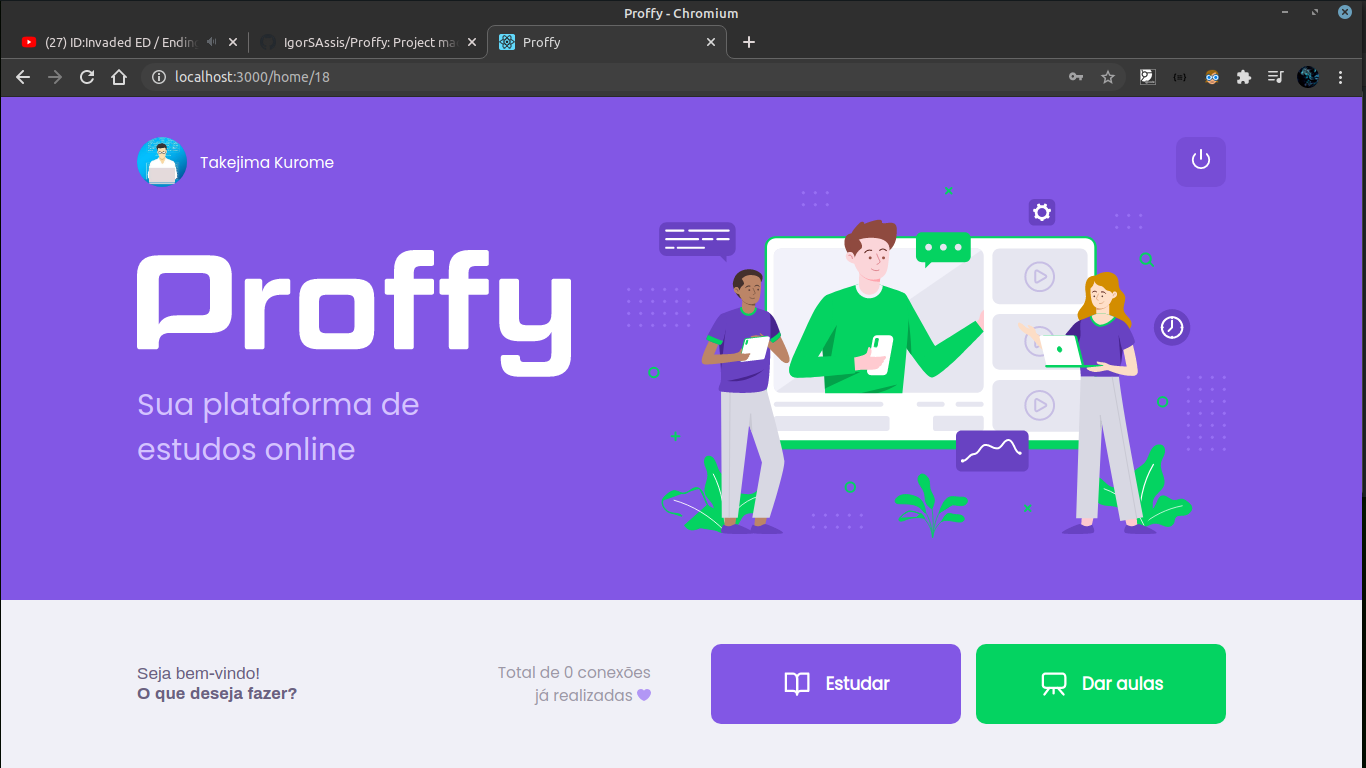 Proffy - Chromium
(27) ID:Invaded ED / Ending
IgorSAssis/Proffy: Project ma
Proffy
localhost:3000/home/18
Takejima Kurome
Proffy
Sua plataforma de
estudos online
Seja bem-vindo!
O que deseja fazer?
Total de 0 conexões
já realizadas
Estudar
Dar aulas